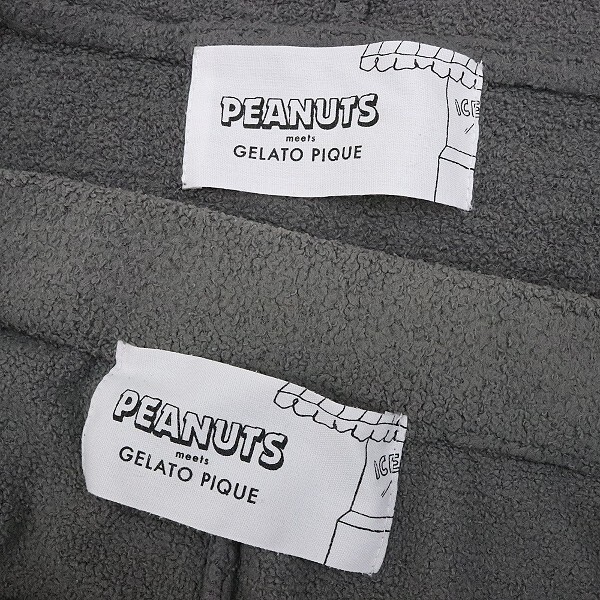 PEANUTS
meets
GELATO PIQUE
ICE
PEANUTS
meets
GELATO PIQUE
ICE